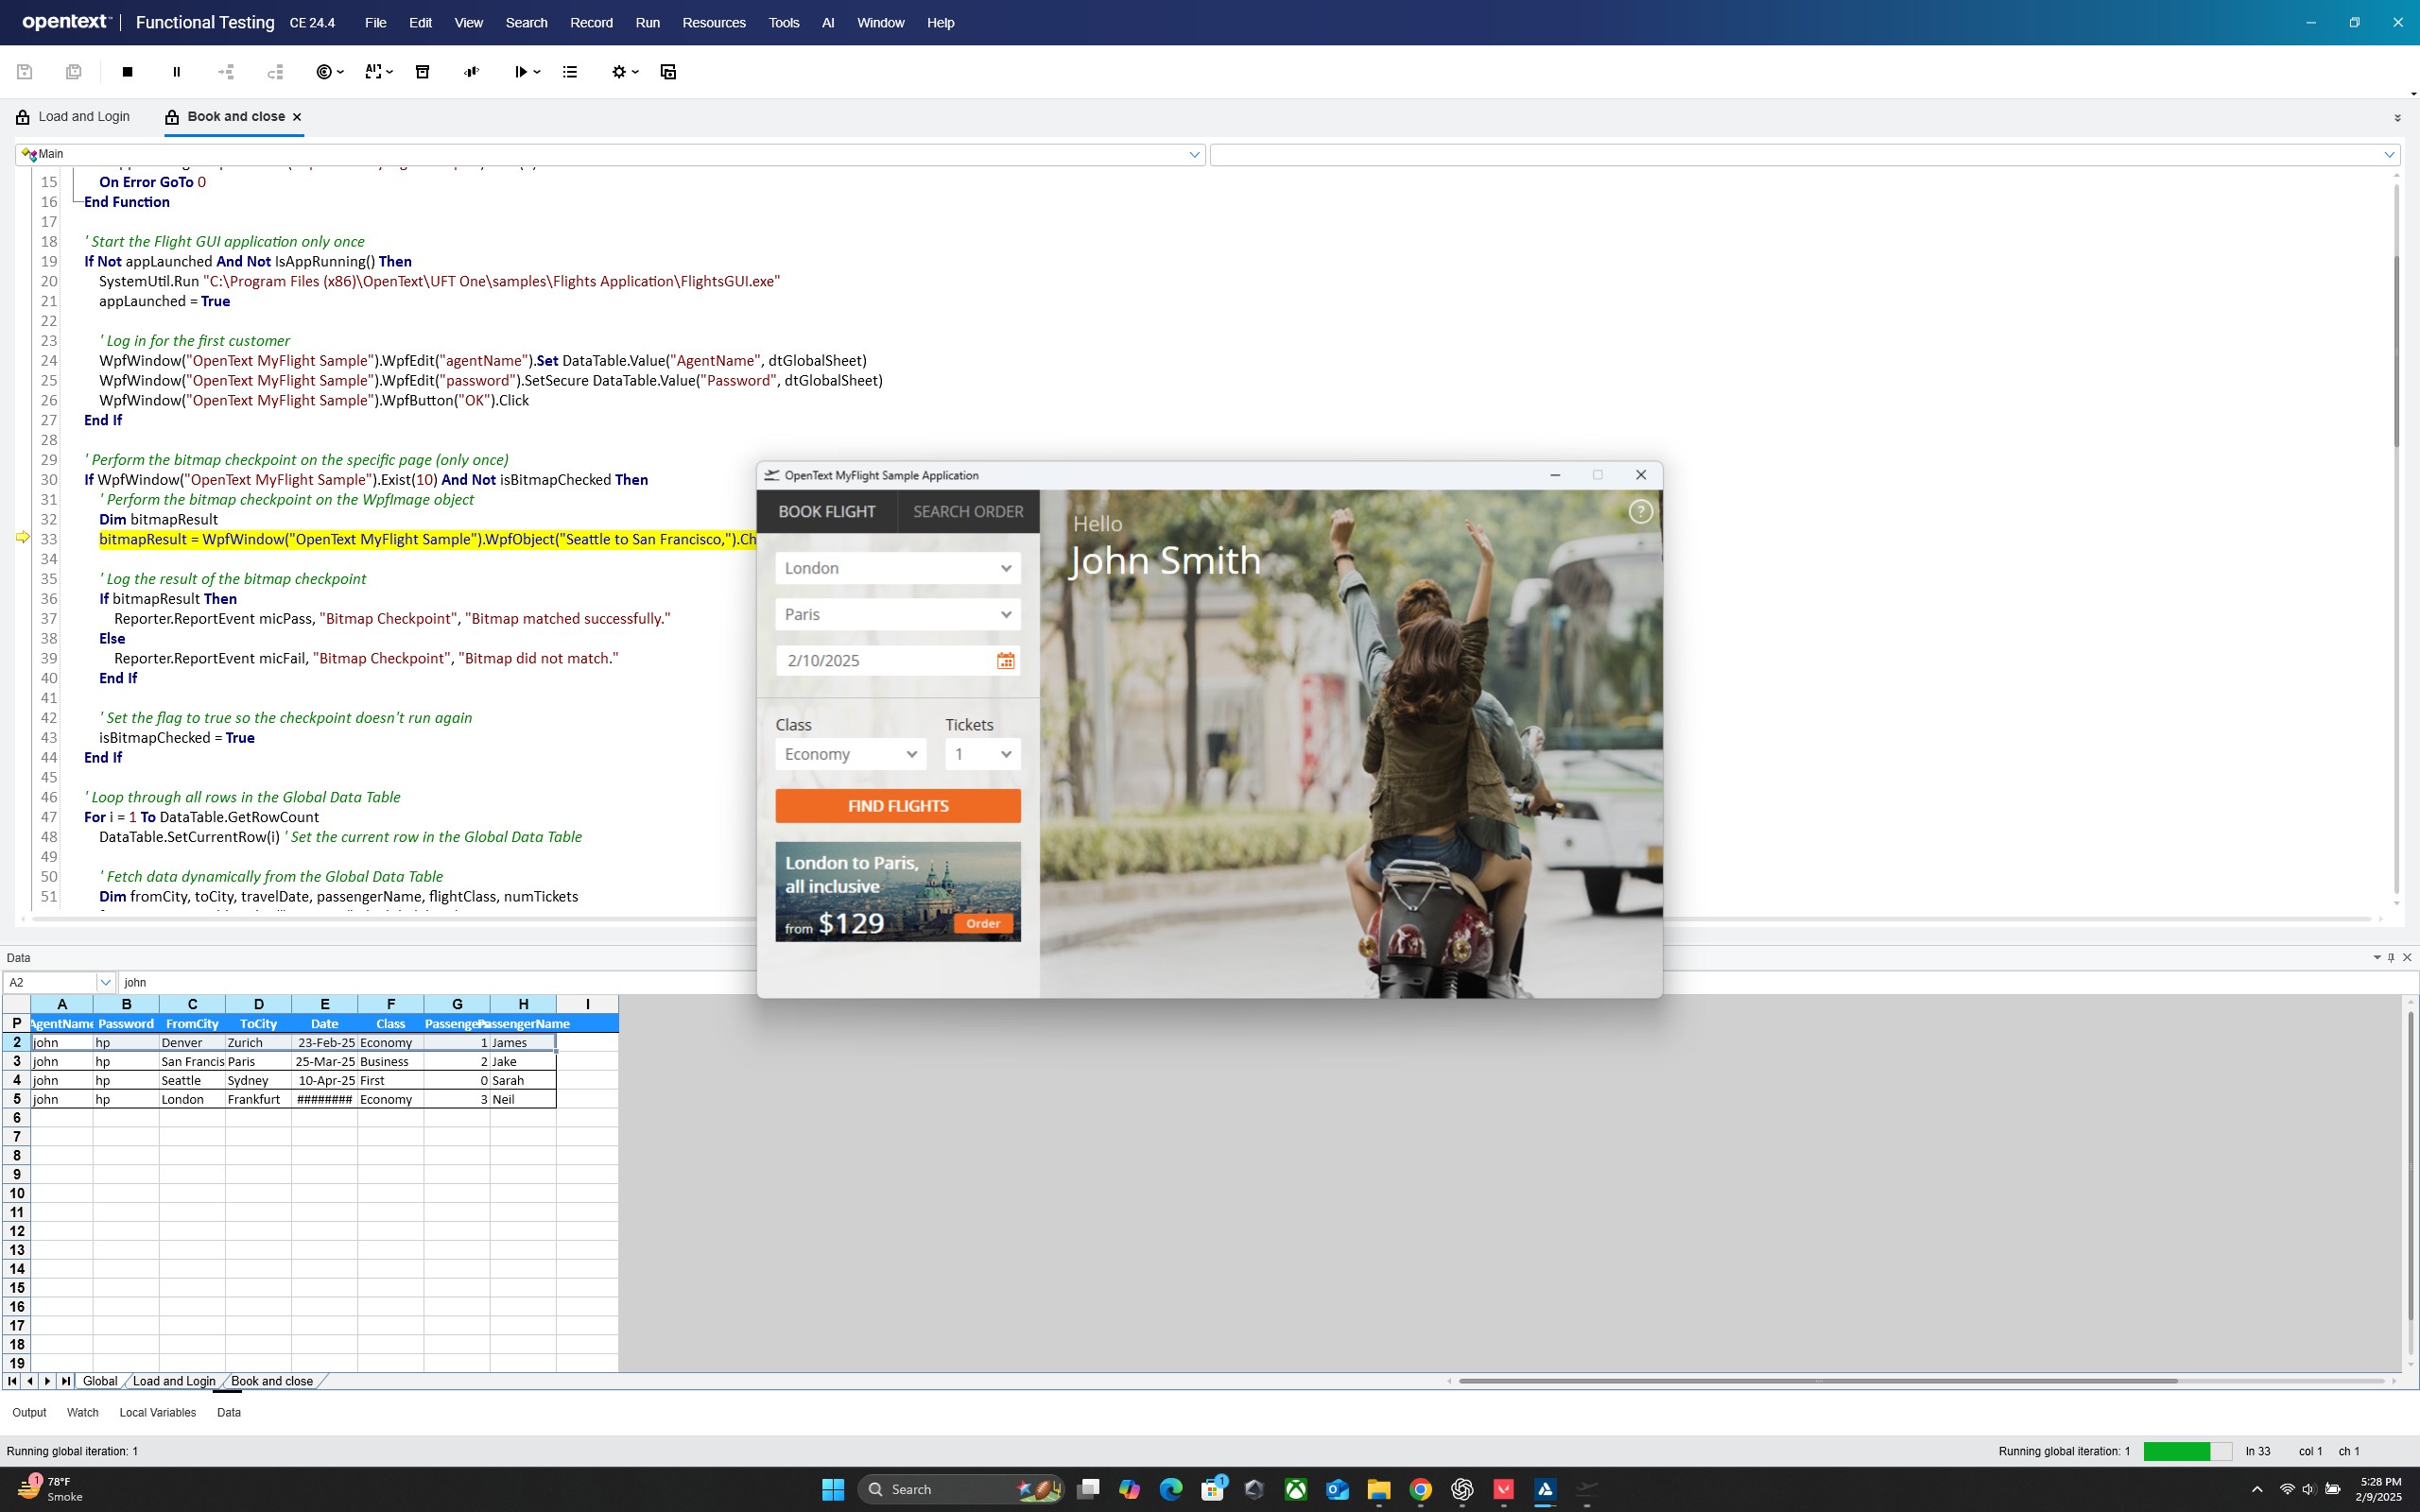 opentext™ | Functional Testing CE 24.4 File Edit View Search Record Run Resources Tools AI Window Help
Load and Login Book and close
Main
15 On Error GoTo 0
16 End Function
17
18 ' Start the Flight GUI application only once
19 If Not appLaunched And Not IsAppRunning() Then
20 SystemUtil.Run "C:\Program Files (x86)\OpenText\UFT One\samples\Flights Application\FlightsGUI.exe"
21 appLaunched = True
22
23 ' Log in for the first customer
24 WpfWindow("OpenText MyFlight Sample").WpfEdit("agentName").Set DataTable.Value("AgentName", dtGlobalSheet)
25 WpfWindow("OpenText MyFlight Sample").WpfEdit("password").SetSecure DataTable.Value("Password", dtGlobalSheet)
26 WpfWindow("OpenText MyFlight Sample").WpfButton("OK").Click
27 End If
28
29 ' Perform the bitmap checkpoint on the specific page (only once)
30 If WpfWindow("OpenText MyFlight Sample").Exist(10) And Not isBitmapChecked Then
31 ' Perform the bitmap checkpoint on the WpfImage object
32 Dim bitmapResult
33 bitmapResult = WpfWindow("OpenText MyFlight Sample").WpfObject("Seattle to San Francisco,").Ch
34
35 ' Log the result of the bitmap checkpoint
36 If bitmapResult Then
37 Reporter.ReportEvent micPass, "Bitmap Checkpoint", "Bitmap matched successfully."
38 Else
39 Reporter.ReportEvent micFail, "Bitmap Checkpoint", "Bitmap did not match."
40 End If
41
42 ' Set the flag to true so the checkpoint doesn't run again
43 isBitmapChecked = True
44 End If
45
46 ' Loop through all rows in the Global Data Table
47 For i = 1 To DataTable.GetRowCount
48 DataTable.SetCurrentRow(i) ' Set the current row in the Global Data Table
49
50 ' Fetch data dynamically from the Global Data Table
51 Dim fromCity, toCity, travelDate, passengerName, flightClass, numTickets
OpenText MyFlight Sample Application
BOOK FLIGHT SEARCH ORDER
Hello
John Smith
?
London
Paris
2/10/2025
Class Tickets
Economy 1
FIND FLIGHTS
London to Paris,
all inclusive
from $129 Order
Data
A2 john
A B C D E F G H I
P AgentName Password FromCity ToCity Date Class Passengers PassengerName
2 john hp Denver Zurich 23-Feb-25 Economy 1 James
3 john hp San Francis Paris 25-Mar-25 Business 2 Jake
4 john hp Seattle Sydney 10-Apr-25 First 0 Sarah
5 john hp London Frankfurt ######## Economy 3 Neil
6
7
8
9
10
11
12
13
14
15
16
17
18
19
Global Load and Login Book and close
Output Watch Local Variables Data
Running global iteration: 1 Running global iteration: 1 ln 33 col 1 ch 1
1 78°F
Smoke
Search
1
5:28 PM
2/9/2025